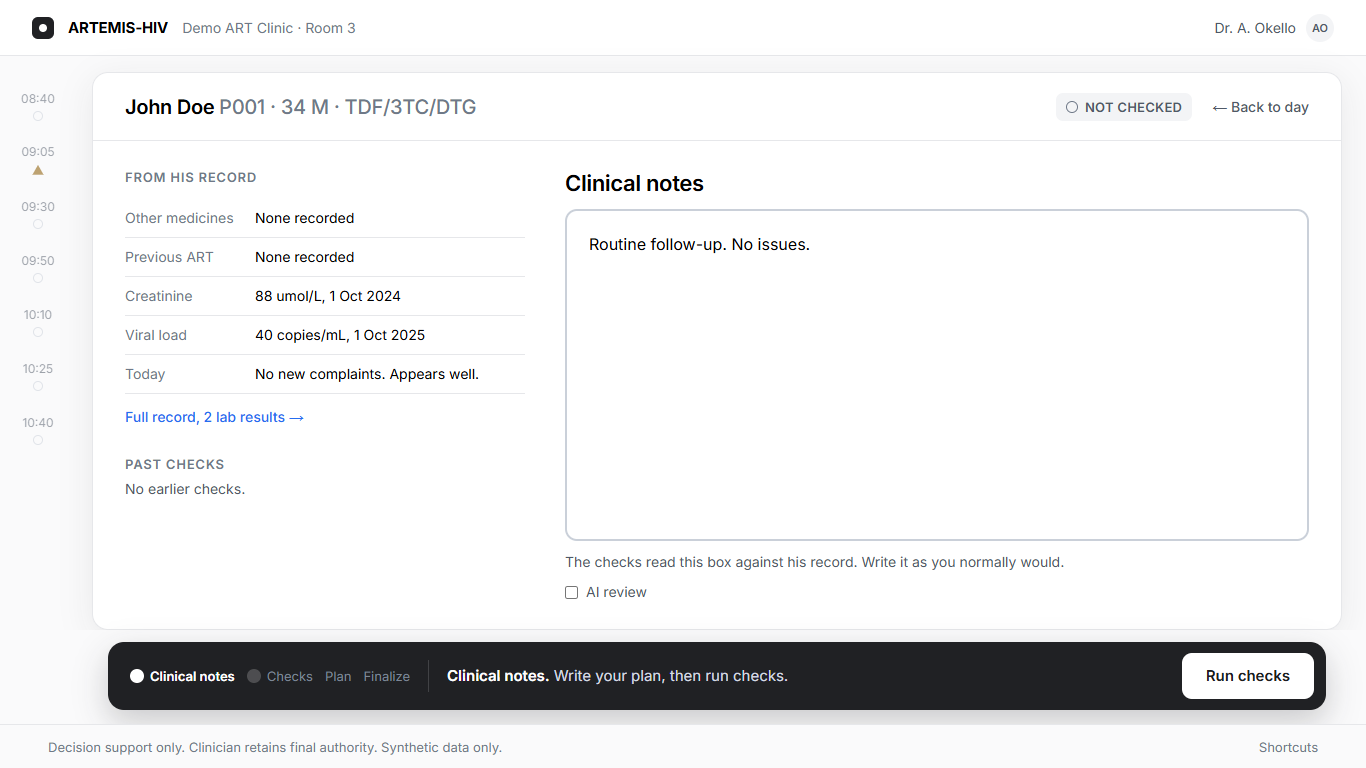 ARTEMIS-HIV Demo ART Clinic · Room 3
Dr. A. Okello AO
08:40
09:05
09:30
09:50
10:10
10:25
10:40
John Doe P001 · 34 M · TDF/3TC/DTG
NOT CHECKED
← Back to day
FROM HIS RECORD
Other medicines None recorded
Previous ART None recorded
Creatinine 88 umol/L, 1 Oct 2024
Viral load 40 copies/mL, 1 Oct 2025
Today No new complaints. Appears well.
Full record, 2 lab results →
PAST CHECKS
No earlier checks.
Clinical notes
Routine follow-up. No issues.
The checks read this box against his record. Write it as you normally would.
AI review
Clinical notes Checks Plan Finalize
Clinical notes. Write your plan, then run checks.
Run checks
Decision support only. Clinician retains final authority. Synthetic data only.
Shortcuts